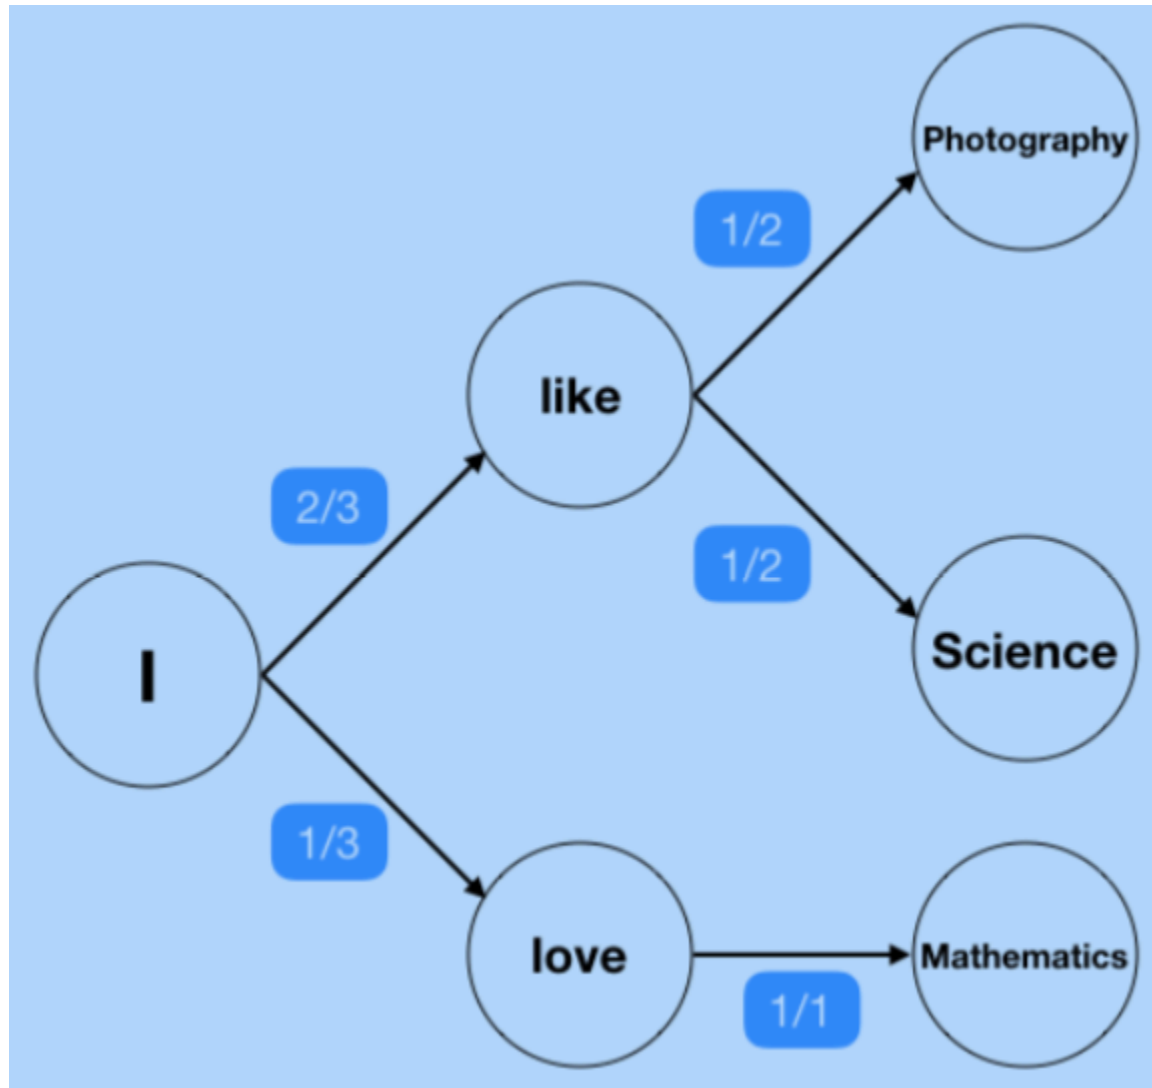 Photography
1/2
like
2/3
1/2
Science
I
1/3
love
Mathematics
1/1